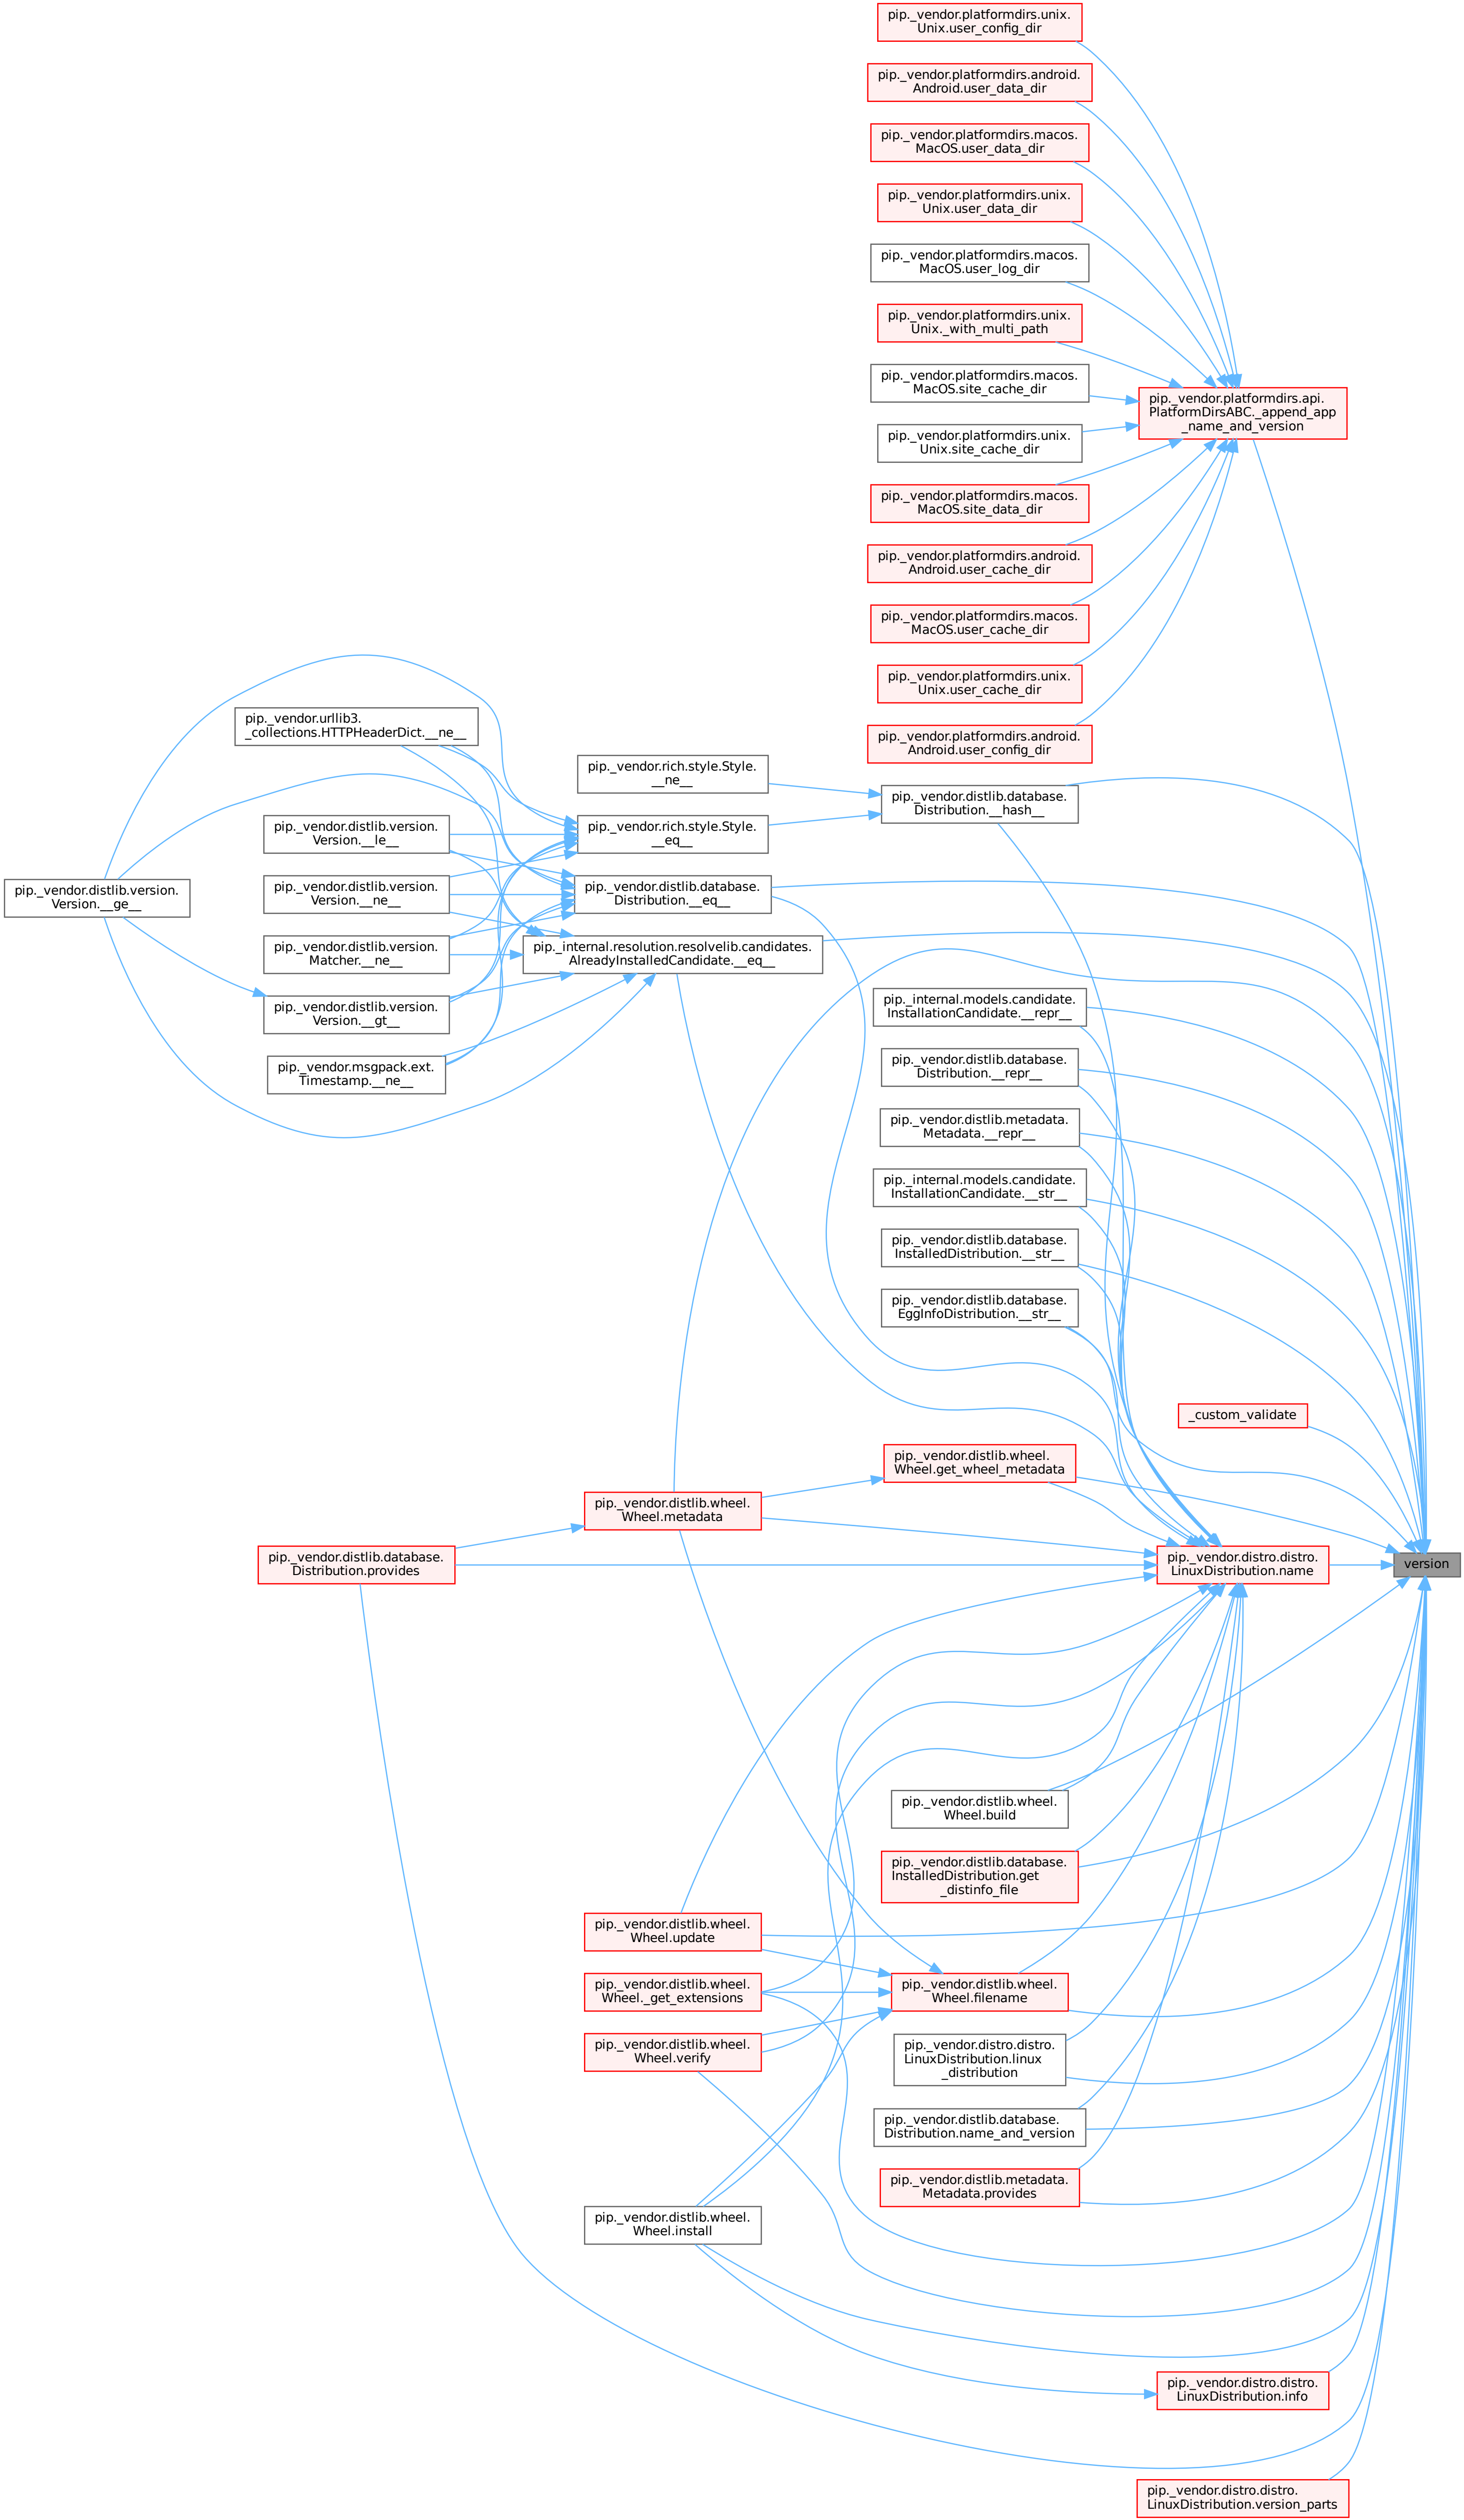 pip._vendor.platformdirs.unix.
Unix.user_config_dir
pip._vendor.platformdirs.android.
Android.user_data_dir
pip._vendor.platformdirs.macos.
MacOS.user_data_dir
pip._vendor.platformdirs.unix.
Unix.user_data_dir
pip._vendor.platformdirs.macos.
MacOS.user_log_dir
pip._vendor.platformdirs.unix.
Unix._with_multi_path
pip._vendor.platformdirs.macos.
MacOS.site_cache_dir
pip._vendor.platformdirs.api.
PlatformDirsABC._append_app
_name_and_version
pip._vendor.platformdirs.unix.
Unix.site_cache_dir
pip._vendor.platformdirs.macos.
MacOS.site_data_dir
pip._vendor.platformdirs.android.
Android.user_cache_dir
pip._vendor.platformdirs.macos.
MacOS.user_cache_dir
pip._vendor.platformdirs.unix.
Unix.user_cache_dir
pip._vendor.urllib3.
_collections.HTTPHeaderDict.__ne__
pip._vendor.platformdirs.android.
Android.user_config_dir
pip._vendor.rich.style.Style.
__ne__
pip._vendor.distlib.database.
Distribution.__hash__
pip._vendor.distlib.version.
Version.__le__
pip._vendor.rich.style.Style.
__eq__
pip._vendor.distlib.version.
Version.__ge__
pip._vendor.distlib.version.
Version.__ne__
pip._vendor.distlib.database.
Distribution.__eq__
pip._vendor.distlib.version.
Matcher.__ne__
pip._internal.resolution.resolvelib.candidates.
AlreadyInstalledCandidate.__eq__
pip._vendor.distlib.version.
Version.__gt__
pip._internal.models.candidate.
InstallationCandidate.__repr__
pip._vendor.msgpack.ext.
Timestamp.__ne__
pip._vendor.distlib.database.
Distribution.__repr__
pip._vendor.distlib.metadata.
Metadata.__repr__
pip._internal.models.candidate.
InstallationCandidate.__str__
pip._vendor.distlib.database.
InstalledDistribution.__str__
pip._vendor.distlib.database.
EggInfoDistribution.__str__
_custom_validate
pip._vendor.distlib.wheel.
Wheel.get_wheel_metadata
pip._vendor.distlib.wheel.
Wheel.metadata
pip._vendor.distlib.database.
Distribution.provides
pip._vendor.distro.distro.
LinuxDistribution.name
version
pip._vendor.distlib.wheel.
Wheel.build
pip._vendor.distlib.database.
InstalledDistribution.get
_distinfo_file
pip._vendor.distlib.wheel.
Wheel.update
pip._vendor.distlib.wheel.
Wheel._get_extensions
pip._vendor.distlib.wheel.
Wheel.filename
pip._vendor.distlib.wheel.
Wheel.verify
pip._vendor.distro.distro.
LinuxDistribution.linux
_distribution
pip._vendor.distlib.database.
Distribution.name_and_version
pip._vendor.distlib.metadata.
Metadata.provides
pip._vendor.distlib.wheel.
Wheel.install
pip._vendor.distro.distro.
LinuxDistribution.info
pip._vendor.distro.distro.
LinuxDistribution.version_parts